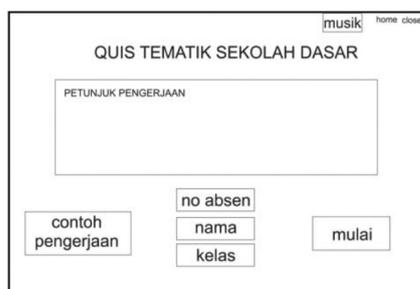 musik home close
QUIS TEMATIK SEKOLAH DASAR
PETUNJUK PENGERJAAN
no absen
nama
kelas
contoh
pengerjaan
mulai